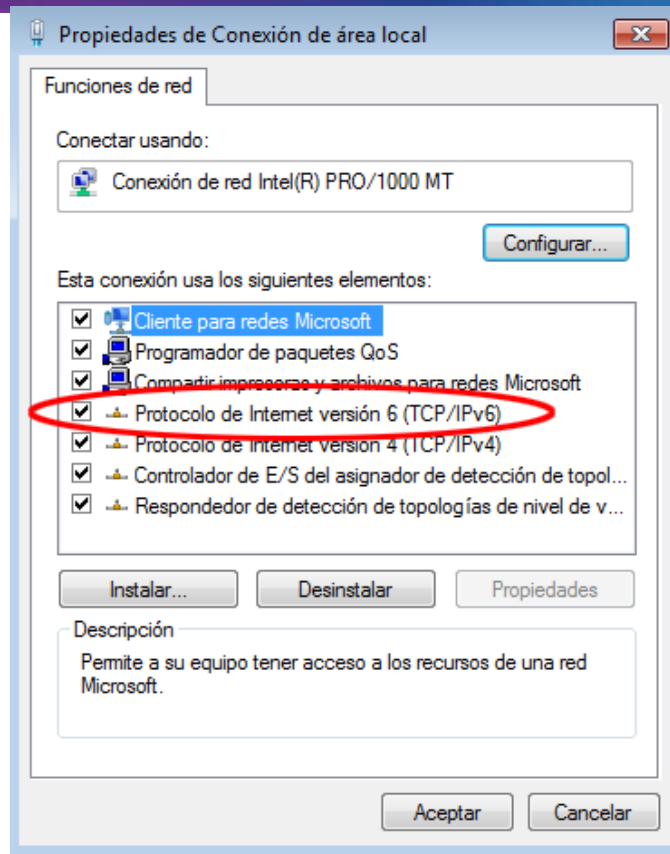 Propiedades de Conexión de área local
Funciones de red
Conectar usando:
Conexión de red Intel(R) PRO/1000 MT
Configurar...
Esta conexión usa los siguientes elementos:
Cliente para redes Microsoft
Programador de paquetes QoS
Compartir impresoras y archivos para redes Microsoft
Protocolo de Internet versión 6 (TCP/IPv6)
Protocolo de Internet versión 4 (TCP/IPv4)
Controlador de E/S del asignador de detección de topol...
Respondedor de detección de topologías de nivel de v...
Instalar...
Desinstalar
Propiedades
Descripción
Permite a su equipo tener acceso a los recursos de una red
Microsoft.
Aceptar
Cancelar